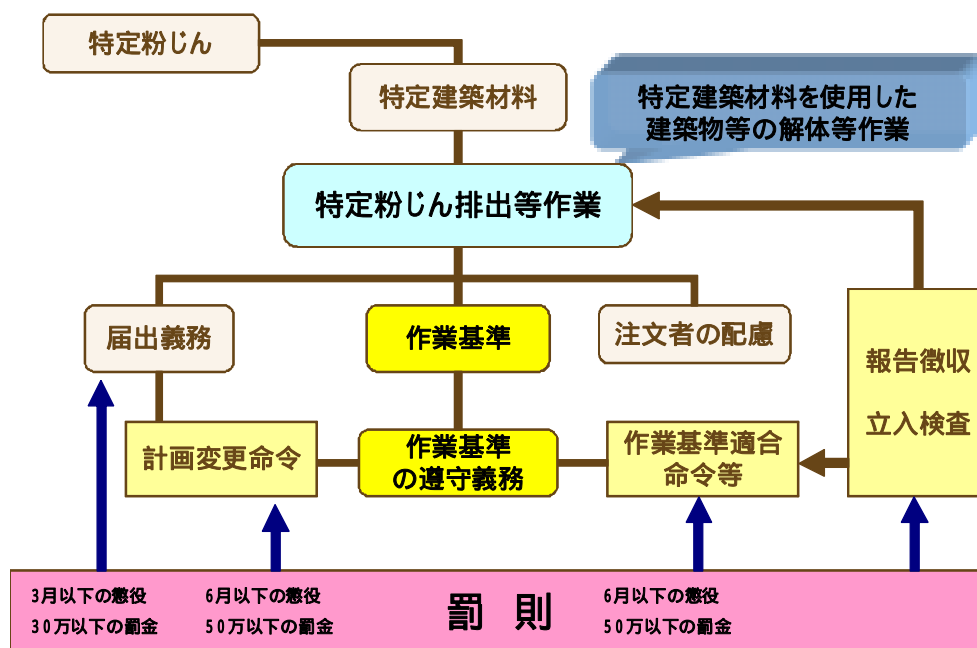 特定粉じん
特定建築材料
特定建築材料を使用した
建築物等の解体等作業
特定粉じん排出等作業
届出義務
作業基準
注文者の配慮
報告徴収
立入検査
計画変更命令
作業基準
の遵守義務
作業基準適合
命令等
3月以下の懲役
30万以下の罰金
6月以下の懲役
50万以下の罰金
罰 則
6月以下の懲役
50万以下の罰金